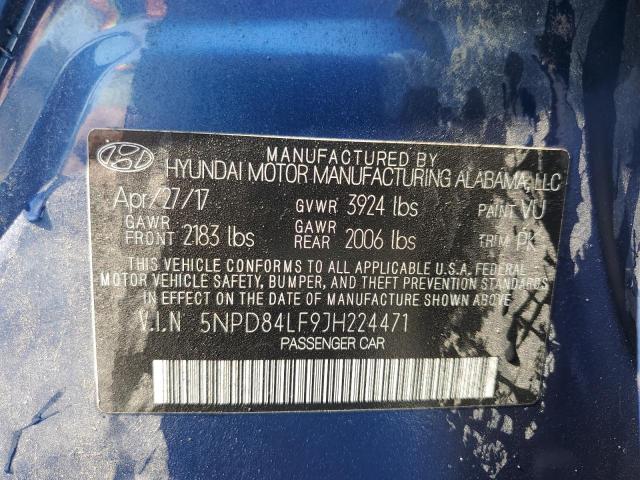 MANUFACTURED BY
HYUNDAI MOTOR MANUFACTURING ALABAMA, LLC
Apr/27/17 GVWR 3924 lbs PAINT VU
GAWR FRONT 2183 lbs GAWR REAR 2006 lbs TRIM PK
THIS VEHICLE CONFORMS TO ALL APPLICABLE U.S.A. FEDERAL
MOTOR VEHICLE SAFETY, BUMPER, AND THEFT PREVENTION STANDARDS
IN EFFECT ON THE DATE OF MANUFACTURE SHOWN ABOVE.
V.I.N 5NPD84LF9JH224471
PASSENGER CAR